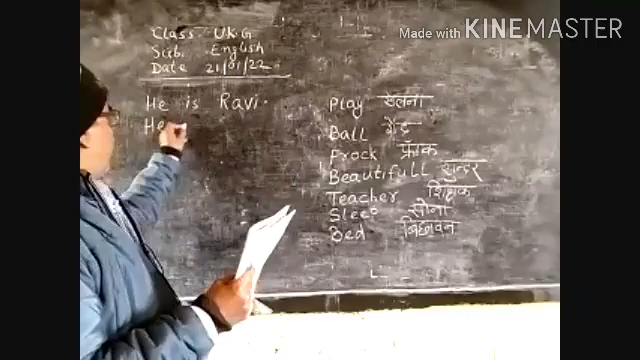 Made with KINEMASTER
Class. UKG
Sub. English
Date 21/01/22
He is Ravi.
He
Play खेलना
Ball गेंद
Frock फ्रॉक
Beautifull सुन्दर
Teacher शिक्षक
Sleep सोना
Bed बिछावन